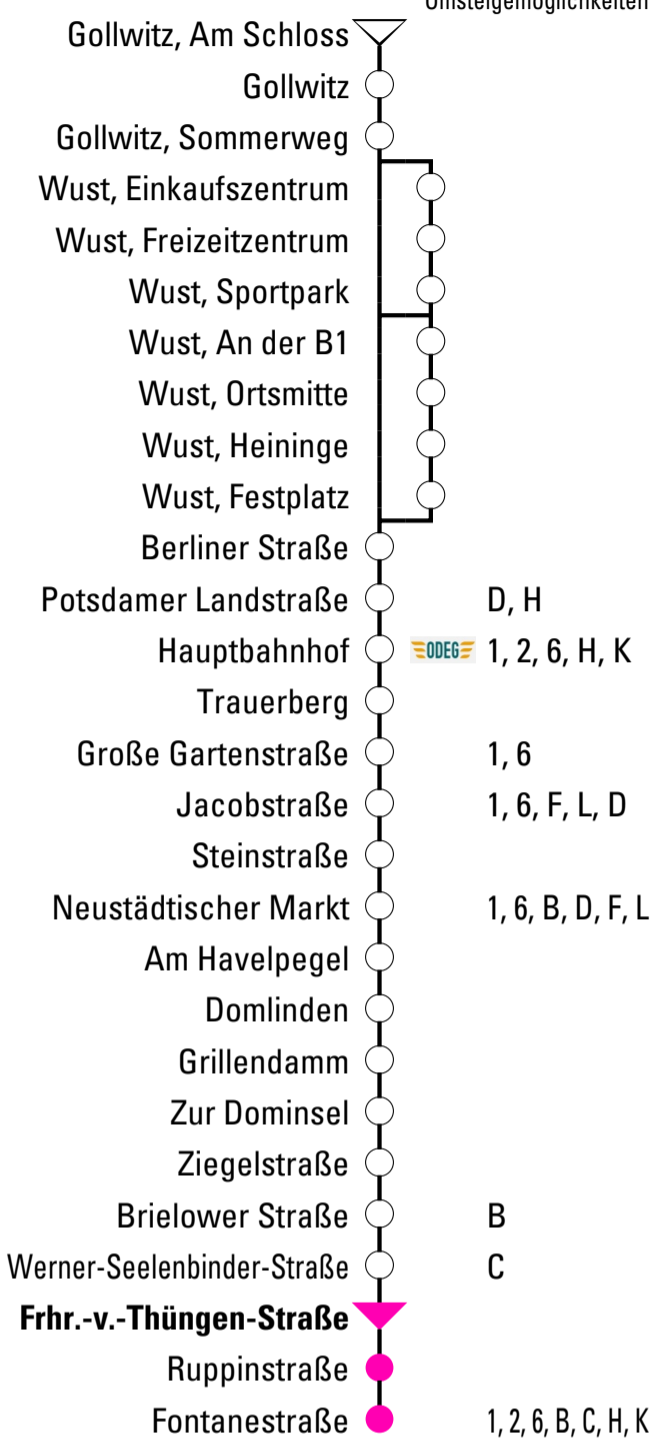 Umsteigemöglichkeiten
Gollwitz, Am Schloss
Gollwitz
Gollwitz, Sommerweg
Wust, Einkaufszentrum
Wust, Freizeitzentrum
Wust, Sportpark
Wust, An der B1
Wust, Ortsmitte
Wust, Heininge
Wust, Festplatz
Berliner Straße
Potsdamer Landstraße D, H
Hauptbahnhof ODEG 1, 2, 6, H, K
Trauerberg
Große Gartenstraße 1, 6
Jacobstraße 1, 6, F, L, D
Steinstraße
Neustädtischer Markt 1, 6, B, D, F, L
Am Havelpegel
Domlinden
Grillendamm
Zur Dominsel
Ziegelstraße
Brielower Straße B
Werner-Seelenbinder-Straße C
Frhr.-v.-Thüngen-Straße
Ruppinstraße
Fontanestraße 1, 2, 6, B, C, H, K